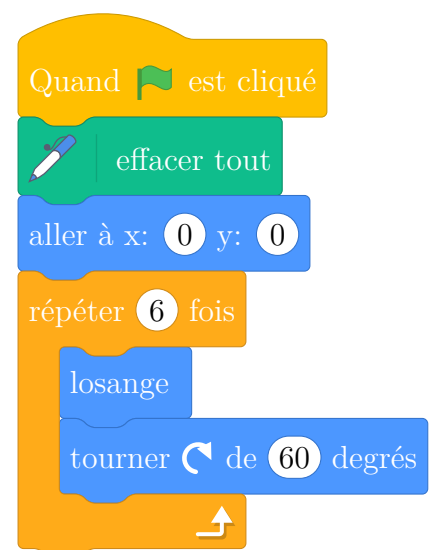 Quand est cliqué
effacer tout
aller à x: 0 y: 0
répéter 6 fois
losange
tourner de 60 degrés